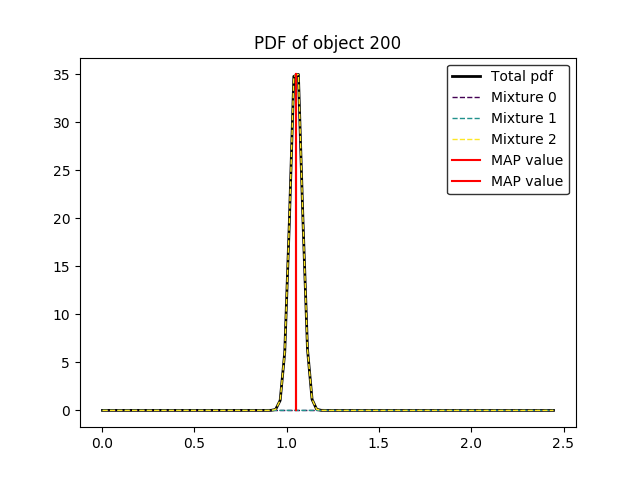 PDF of object 200
35
30
25
20
15
10
5
0
0.0 0.5 1.0 1.5 2.0 2.5
Total pdf
Mixture 0
Mixture 1
Mixture 2
MAP value
MAP value